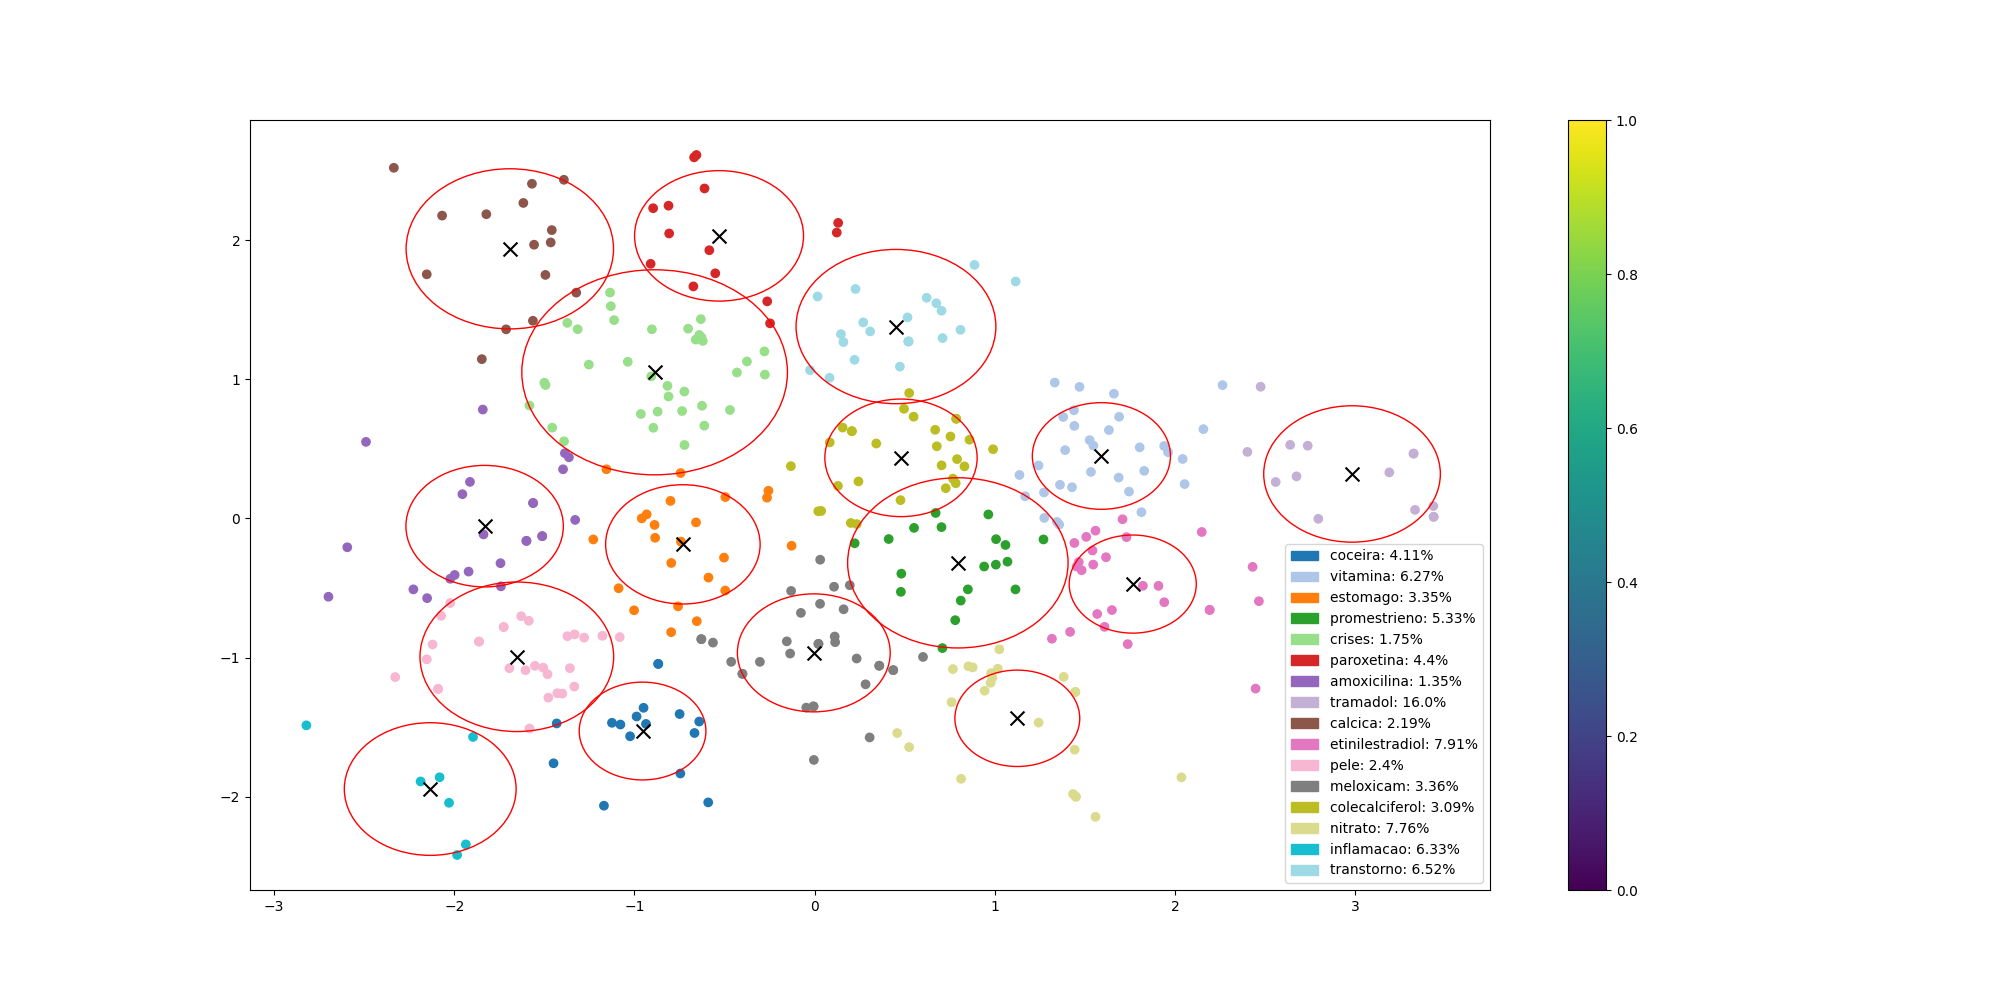 2
1
0
−1
−2
−3
−2
−1
0
1
2
3
coceira: 4.11%
vitamina: 6.27%
estomago: 3.35%
promestrieno: 5.33%
crises: 1.75%
paroxetina: 4.4%
amoxicilina: 1.35%
tramadol: 16.0%
calcica: 2.19%
etinilestradiol: 7.91%
pele: 2.4%
meloxicam: 3.36%
colecalciferol: 3.09%
nitrato: 7.76%
inflamacao: 6.33%
transtorno: 6.52%
1.0
0.8
0.6
0.4
0.2
0.0